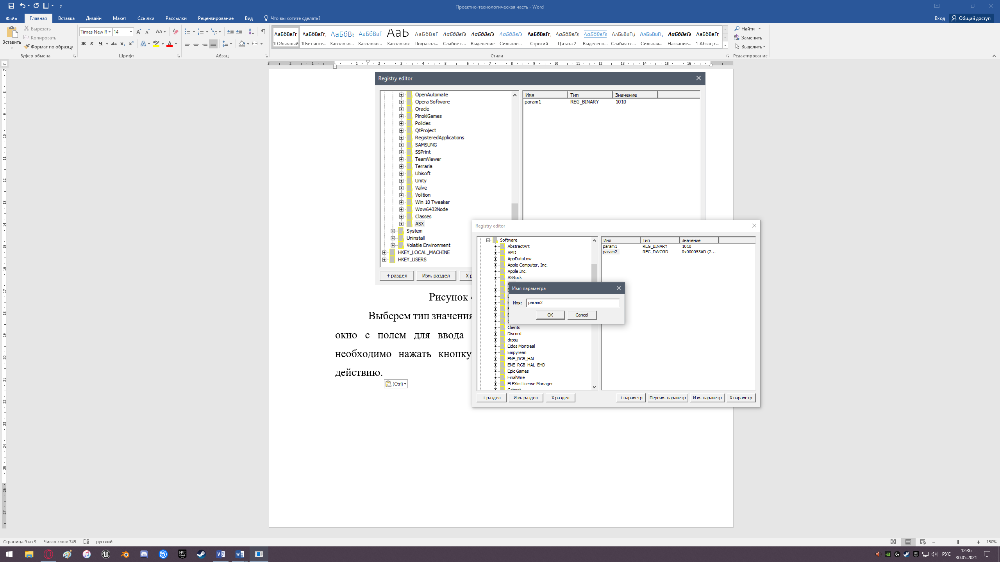 Проектно-технологическая часть - Word
Файл Главная Вставка Дизайн Макет Ссылки Рассылки Рецензирование Вид Что вы хотите сделать? Вход Общий доступ
Вставить
Вырезать
Копировать
Формат по образцу
Буфер обмена
Times New R 14
Шрифт
Абзац
АаБбВвГг, АаБбВвГг, АаБбВв АаБбВвГ Ааb АаБбВвГ АаБбВвГг АаБбВвГг АаБбВвГг АаБбВвГг, АаБбВвГг АаБбВвГг АаБбВвГг АаБбВвГг АаБбВвГг АаБбВвГг,
¶ Обычный ¶ Без инте... Заголово... Заголово... Заголовок Подзагол... Слабое в... Выделение Сильное... Строгий Цитата 2 Выделенн... Слабая сс... Сильная... Название... ¶ Абзац с...
Стили
Найти
Заменить
Выделить
Редактирование
3 2 1 1 2 3 4 5 6 7 8 9 10 11 12 13 14 15 16
Registry editor
OpenAutomate
Opera Software
Oracle
PinoklGames
Policies
QtProject
RegisteredApplications
SAMSUNG
SSPrint
TeamViewer
Terraria
Ubisoft
Unity
Valve
Volition
Win 10 Tweaker
Wow6432Node
Classes
ASX
System
Uninstall
Volatile Environment
HKEY_LOCAL_MACHINE
HKEY_USERS
Имя Тип Значение
param1 REG_BINARY 1010
+ раздел Изм. раздел
Рисунок
Выберем тип значения
окно с полем для ввода
необходимо нажать кнопку
действию.
(Ctrl)
Registry editor
Software
AbstractArt
AMD
AppDataLow
Apple Computer, Inc.
Apple Inc.
ASRock
Clients
Discord
drpsu
Eidos Montreal
Empyrean
ENE_RGB_HAL
ENE_RGB_HAL_EHD
Epic Games
FinalWire
FLEXlm License Manager
Gabest
Имя Тип Значение
param1 REG_BINARY 1010
param2 REG_DWORD 0x000053AD (2...
Имя параметра
Имя: param2
OK Cancel
+ раздел Изм. раздел X раздел + параметр Переим. параметр Изм. параметр X параметр
Страница 9 из 9 Число слов: 745 русский 150%
РУС 12:36
30.05.2021